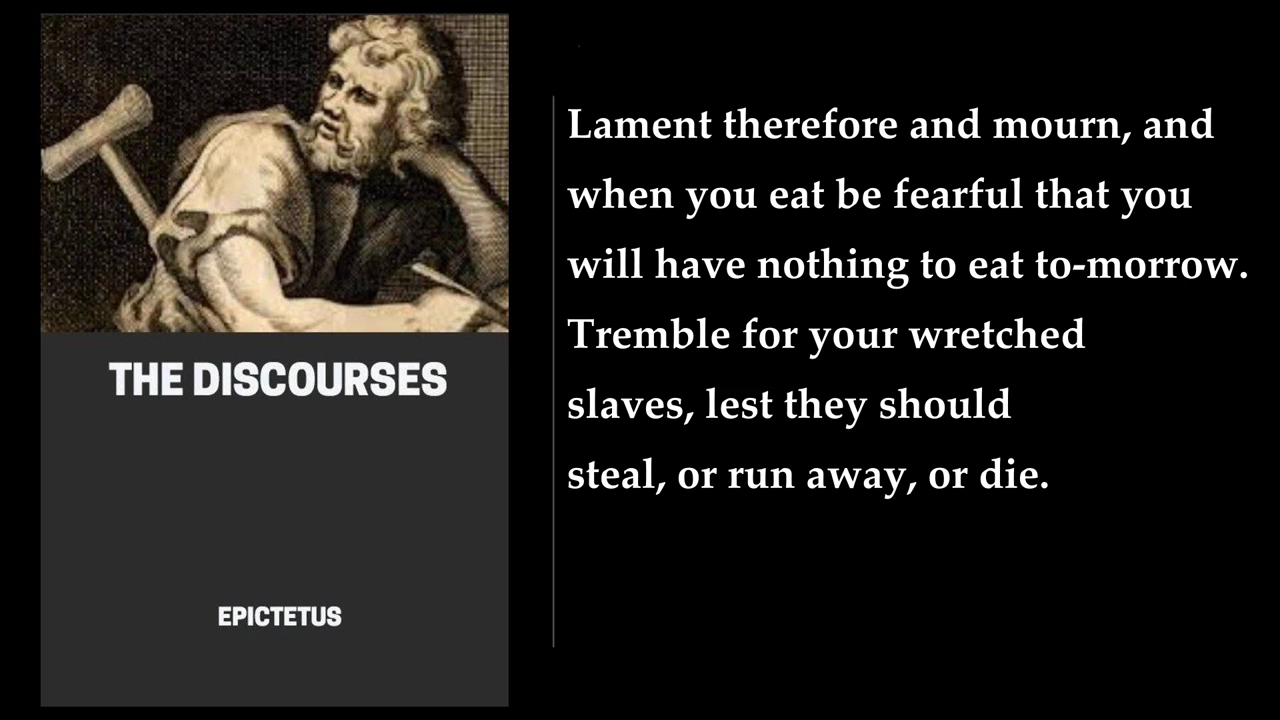 THE DISCOURSES
EPICTETUS
Lament therefore and mourn, and
when you eat be fearful that you
will have nothing to eat to-morrow.
Tremble for your wretched
slaves, lest they should
steal, or run away, or die.